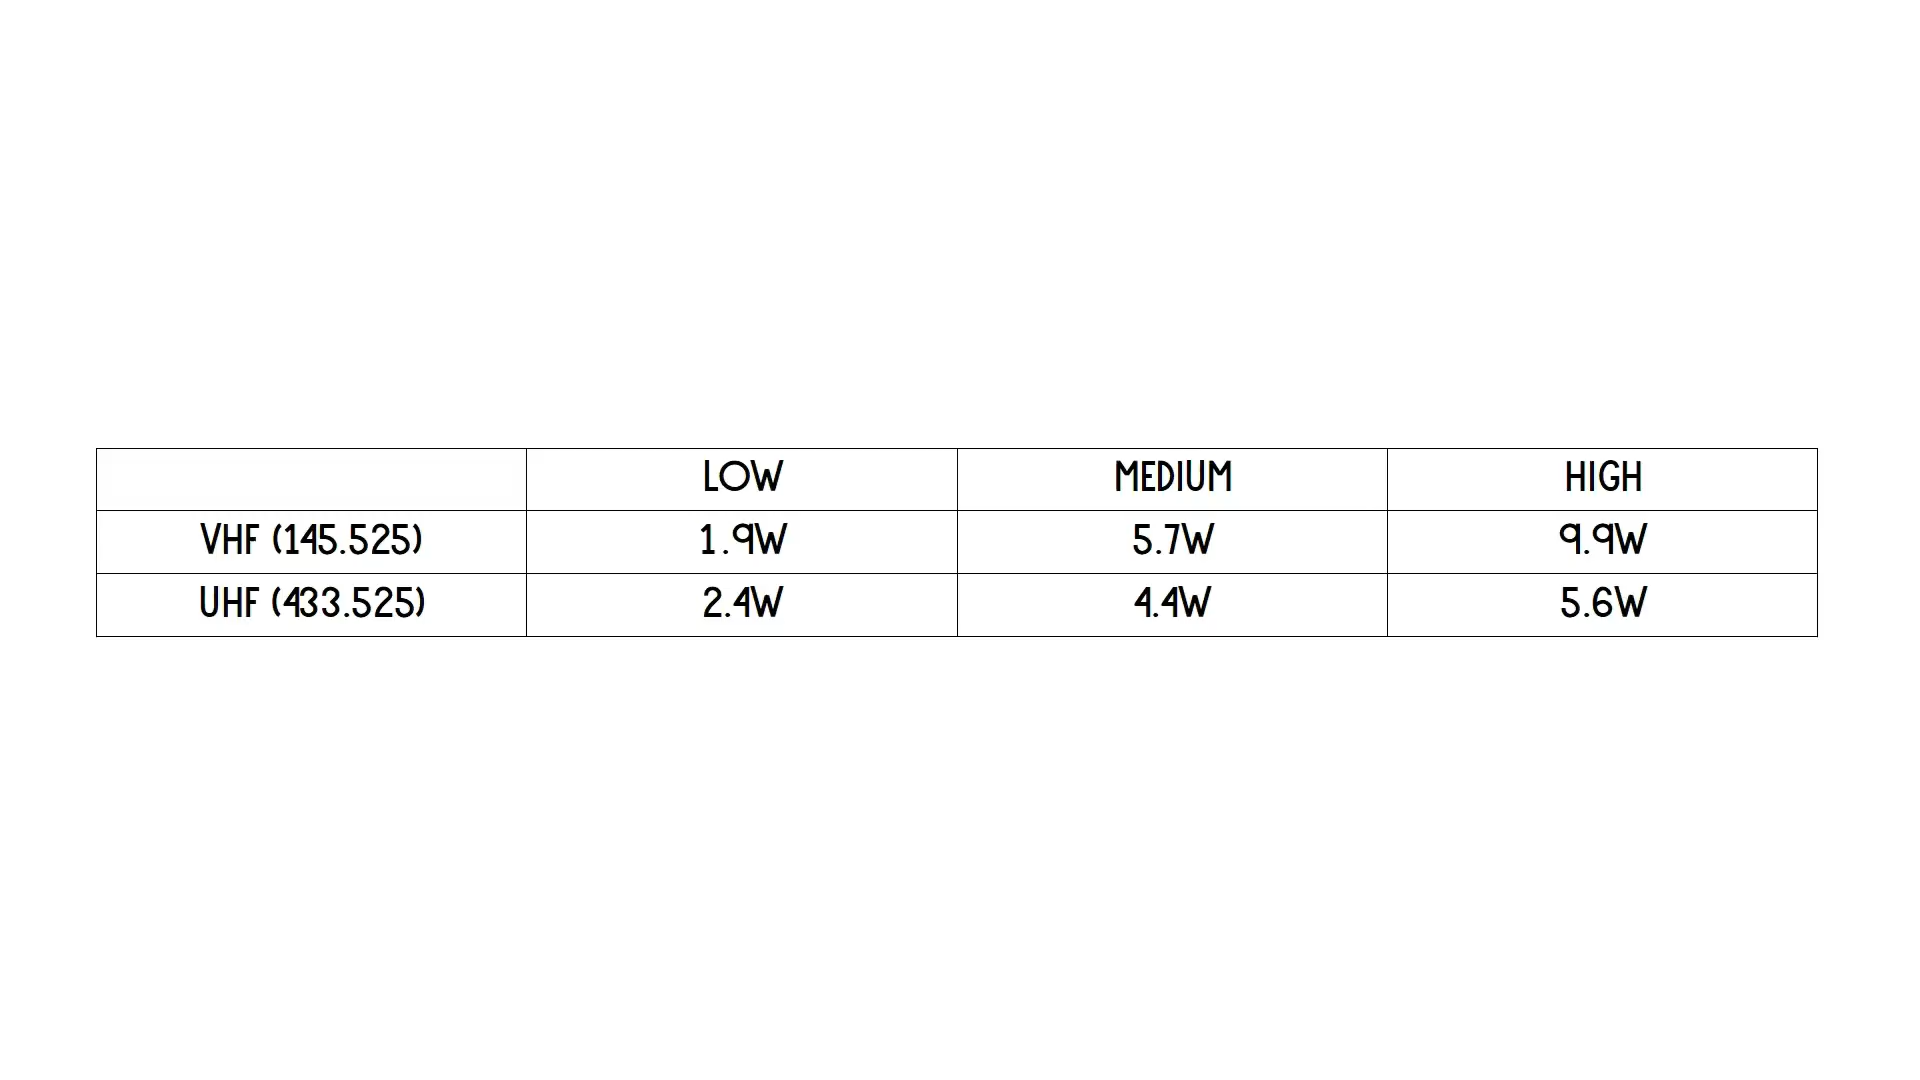 LOW MEDIUM HIGH
VHF (145.525) 1.9W 5.7W 9.9W
UHF (433.525) 2.4W 4.4W 5.6W